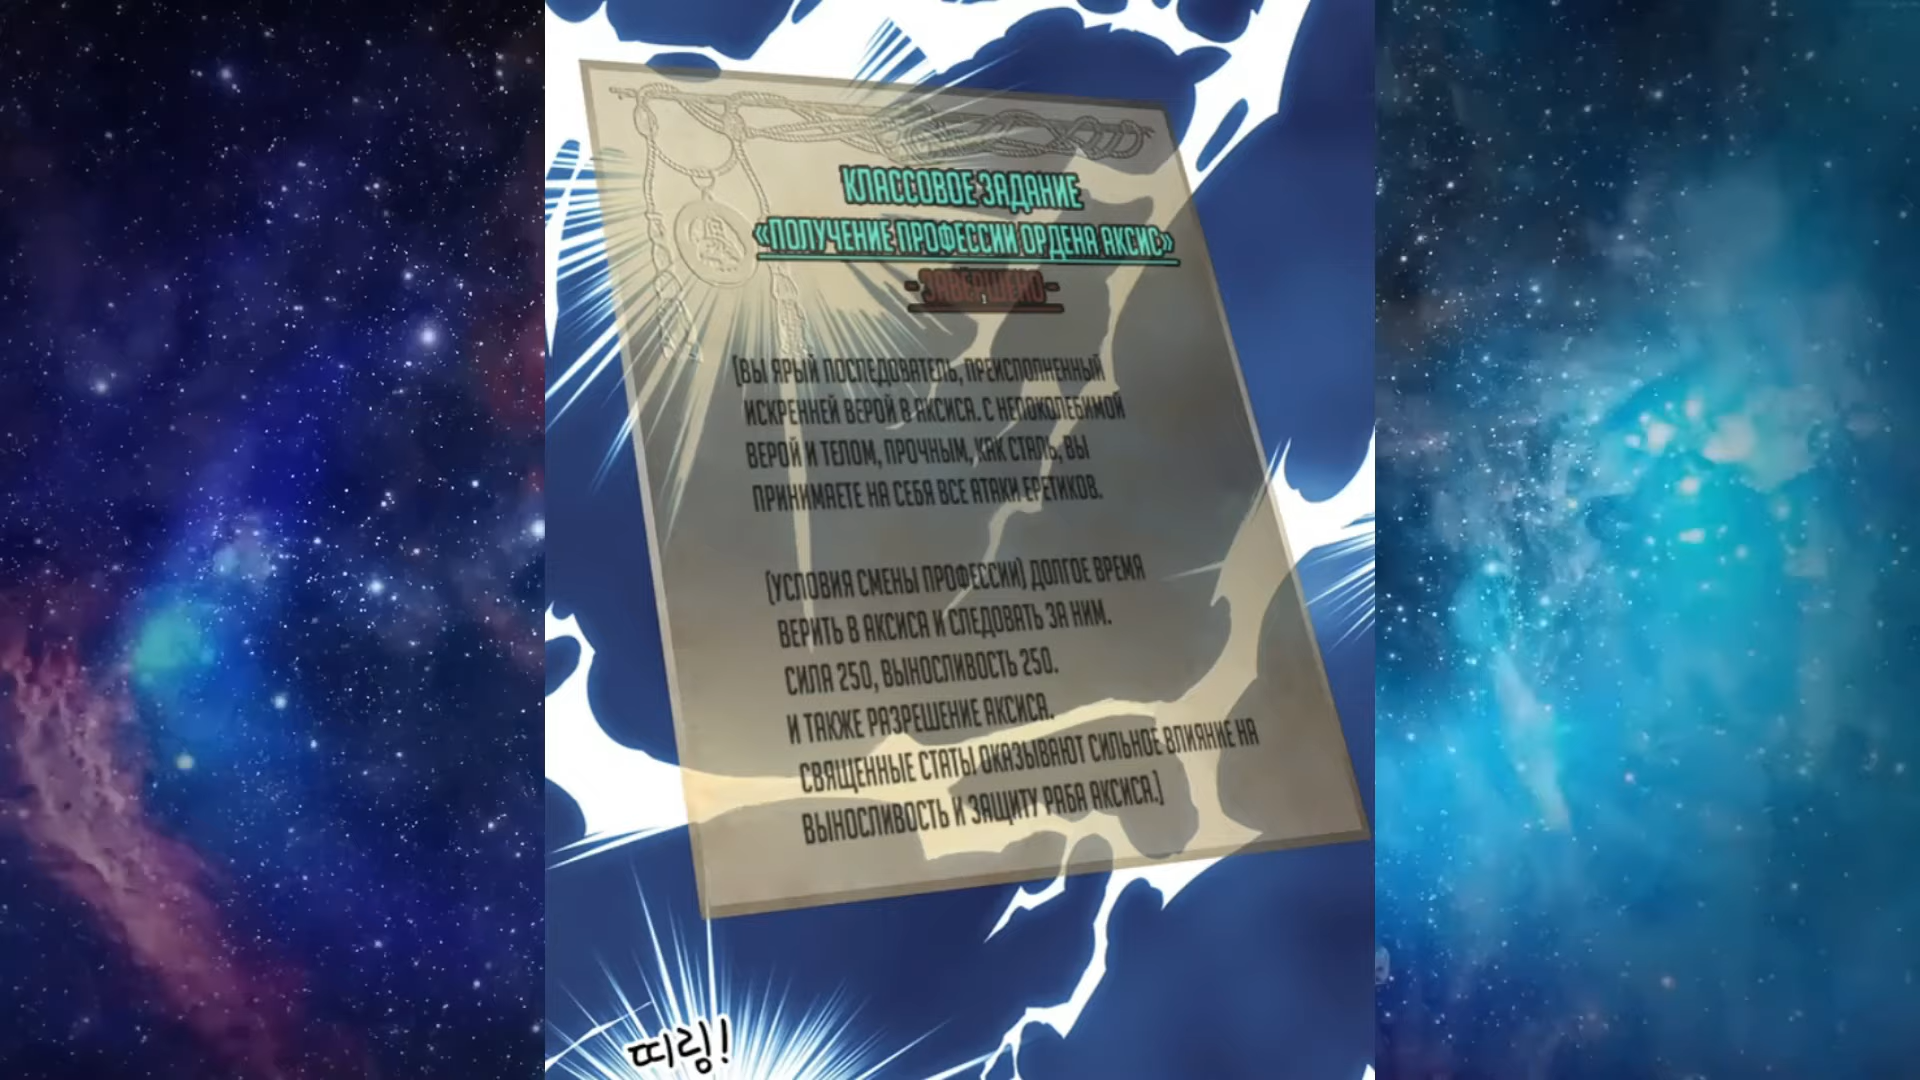 КЛАССОВОЕ ЗАДАНИЕ
«ПОЛУЧЕНИЕ ПРОФЕССИИ ОРДЕНА АКСИС»
- ЗАВЕРШЕНО -
(ВЫ ЯРЫЙ ПОСЛЕДОВАТЕЛЬ, ПРЕИСПОЛНЕННЫЙ
ИСКРЕННЕЙ ВЕРОЙ В АКСИСА. С НЕПОКОЛЕБИМОЙ
ВЕРОЙ И ТЕЛОМ, ПРОЧНЫМ, КАК СТАЛЬ, ВЫ
ПРИНИМАЕТЕ НА СЕБЯ ВСЕ АТАКИ ЕРЕТИКОВ.
(УСЛОВИЯ СМЕНЫ ПРОФЕССИИ) ДОЛГОЕ ВРЕМЯ
ВЕРИТЬ В АКСИСА И СЛЕДОВАТЬ ЗА НИМ.
СИЛА 250, ВЫНОСЛИВОСТЬ 250.
И ТАКЖЕ РАЗРЕШЕНИЕ АКСИСА.
СВЯЩЕННЫЕ СТАТЫ ОКАЗЫВАЮТ СИЛЬНОЕ ВЛИЯНИЕ НА
ВЫНОСЛИВОСТЬ И ЗАЩИТУ РАБА АКСИСА.)
띠링!